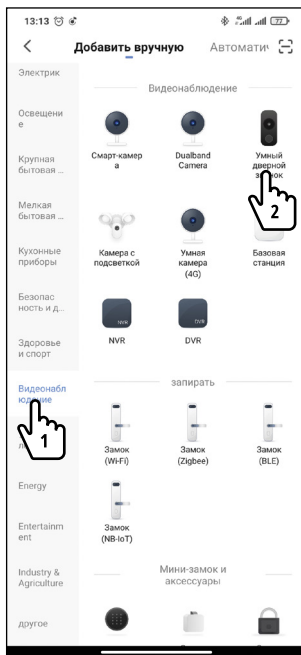 13:13
4G
72
Добавить вручную
Автомати
Электрик
Освещени
е
Крупная
бытовая ...
Мелкая
бытовая ...
Кухонные
приборы
Безопас
ность и д...
Здоровье
и спорт
Видеонабл
юдение
Energy
Entertainm
ent
Industry &
Agriculture
другое
Видеонаблюдение
Смарт-камер
а
Dualband
Camera
Умный
дверной
звонок
Камера с
подсветкой
Умная
камера
(4G)
Базовая
станция
NVR
NVR
DVR
DVR
запирать
Замок
(Wi-Fi)
Замок
(Zigbee)
Замок
(BLE)
Замок
(NB-IoT)
Мини-замок и
аксессуары
1
2